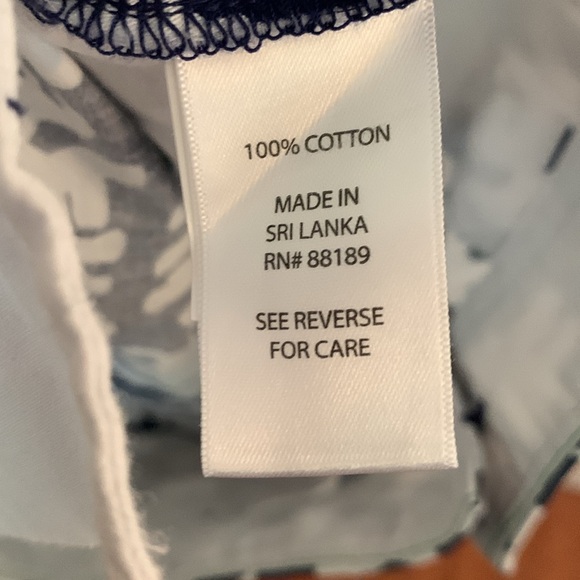 100% COTTON
MADE IN
SRI LANKA
RN# 88189
SEE REVERSE
FOR CARE